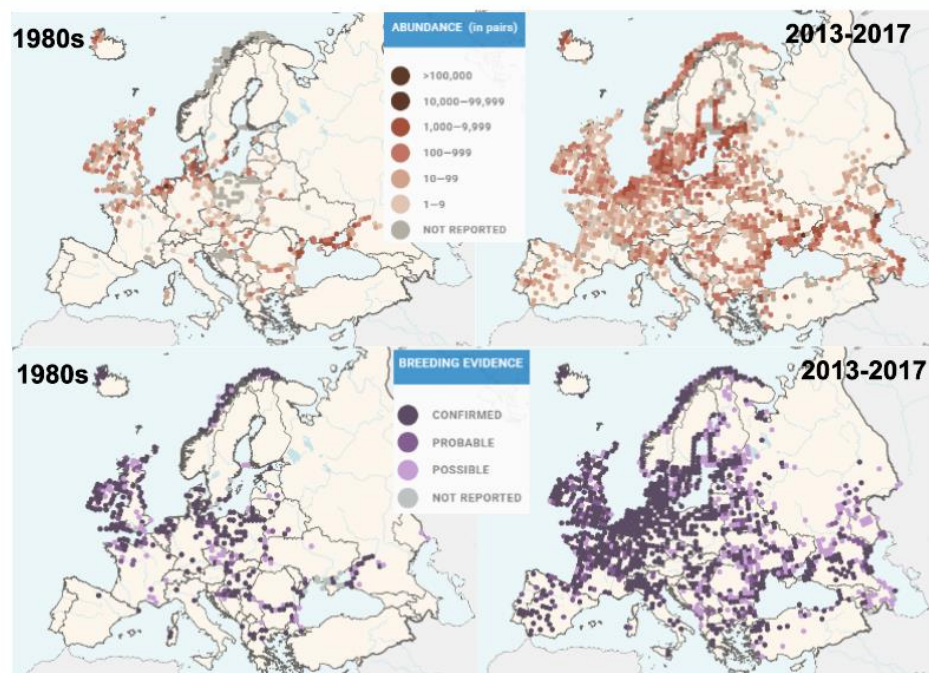 1980s
ABUNDANCE (in pairs)
2013-2017
>100,000
10,000–99,999
1,000–9,999
100–999
10–99
1–9
NOT REPORTED
1980s
BREEDING EVIDENCE
2013-2017
CONFIRMED
PROBABLE
POSSIBLE
NOT REPORTED